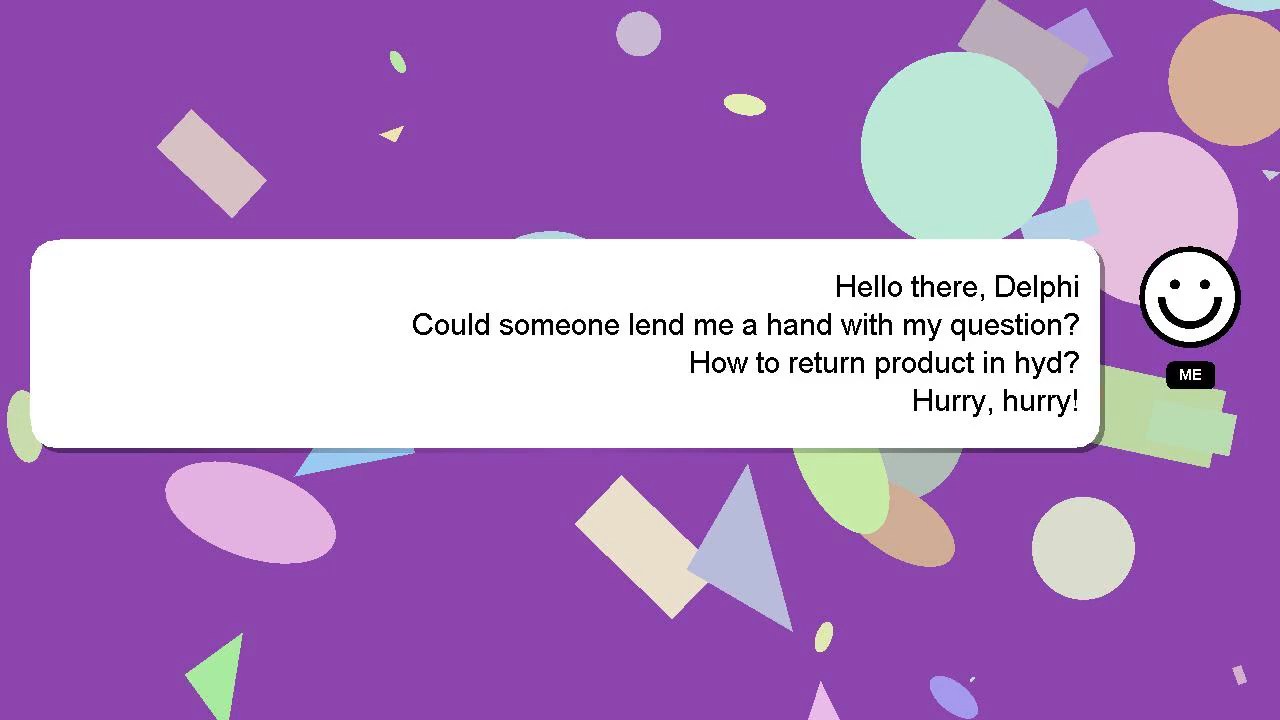 Hello there, Delphi
Could someone lend me a hand with my question?
How to return product in hyd?
Hurry, hurry!
ME